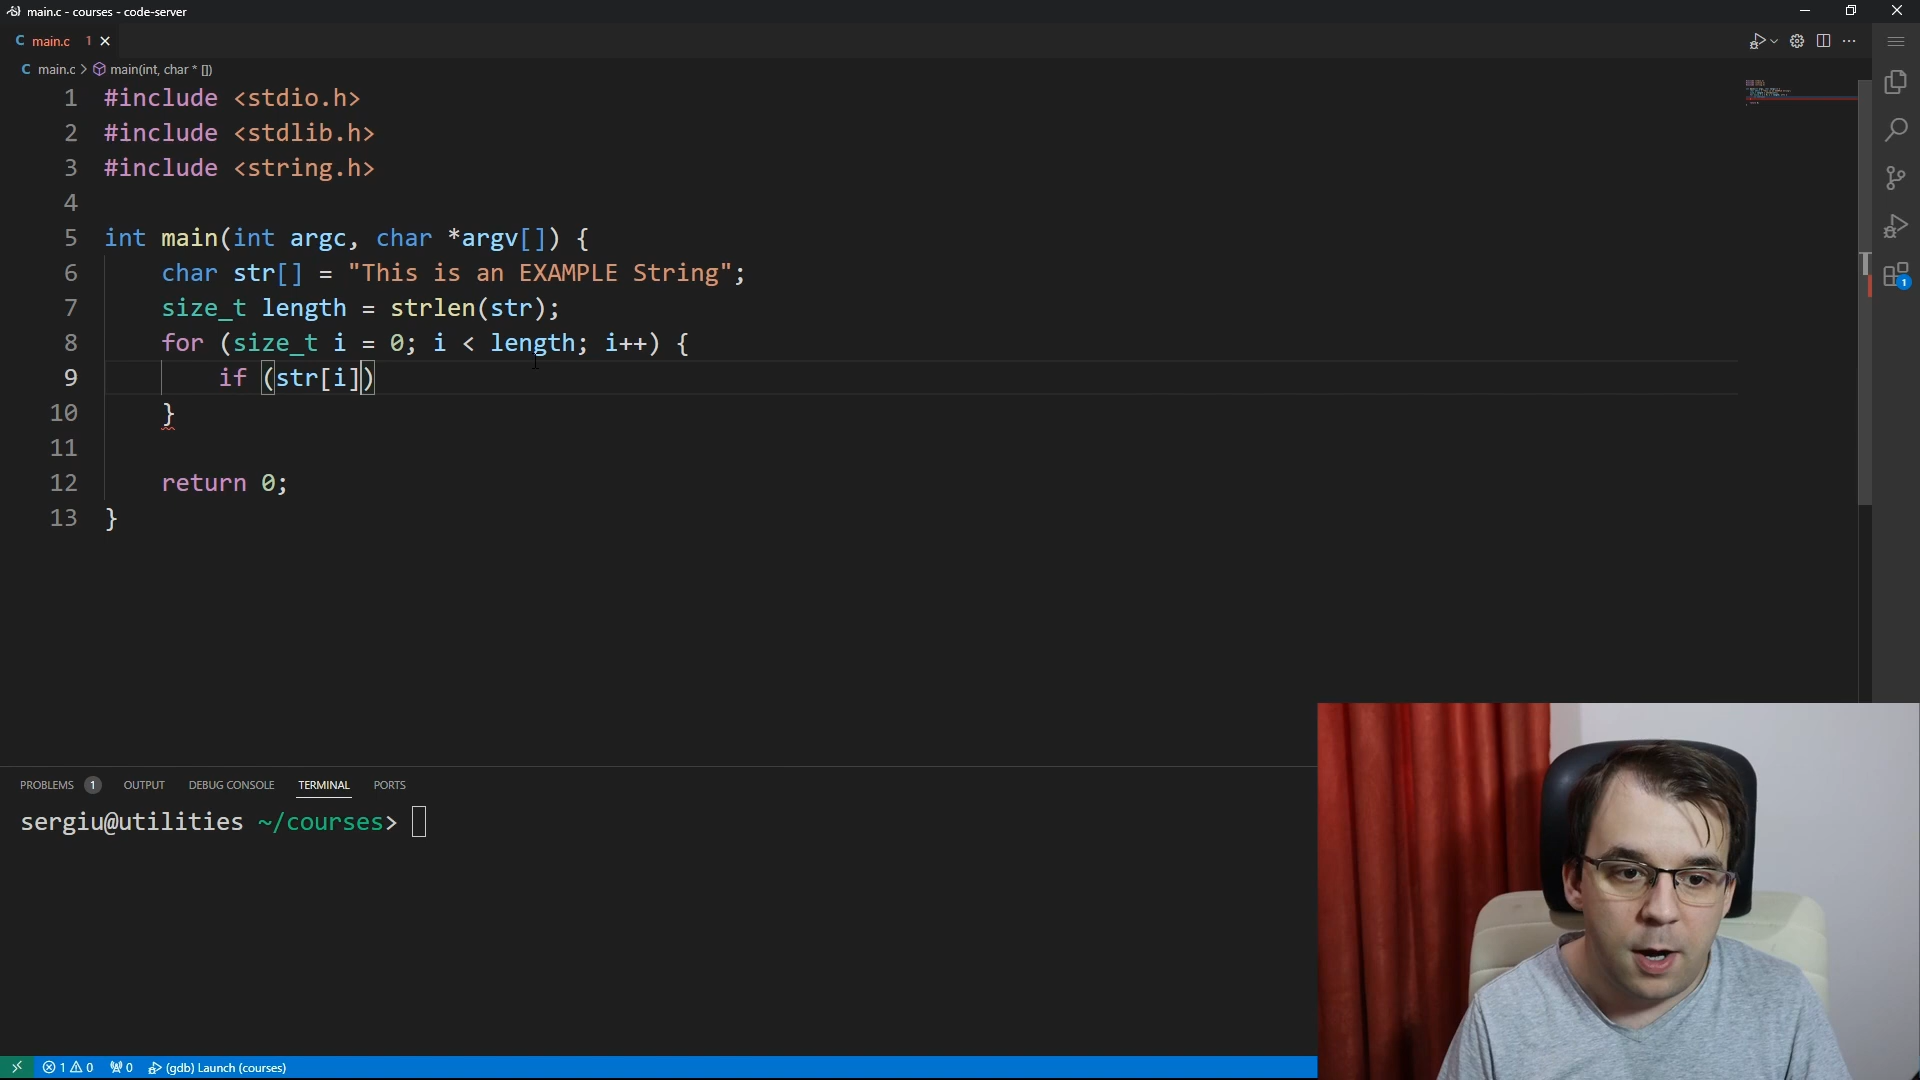 main.c - courses - code-server
C main.c 1
C main.c > main(int, char * [])
1 #include <stdio.h>
2 #include <stdlib.h>
3 #include <string.h>
4
5 int main(int argc, char *argv[]) {
6 char str[] = "This is an EXAMPLE String";
7 size_t length = strlen(str);
8 for (size_t i = 0; i < length; i++) {
9 if (str[i])
10 }
11
12 return 0;
13 }
1
PROBLEMS 1 OUTPUT DEBUG CONSOLE TERMINAL PORTS
sergiu@utilities ~/courses>
1 0 0 (gdb) Launch (courses)